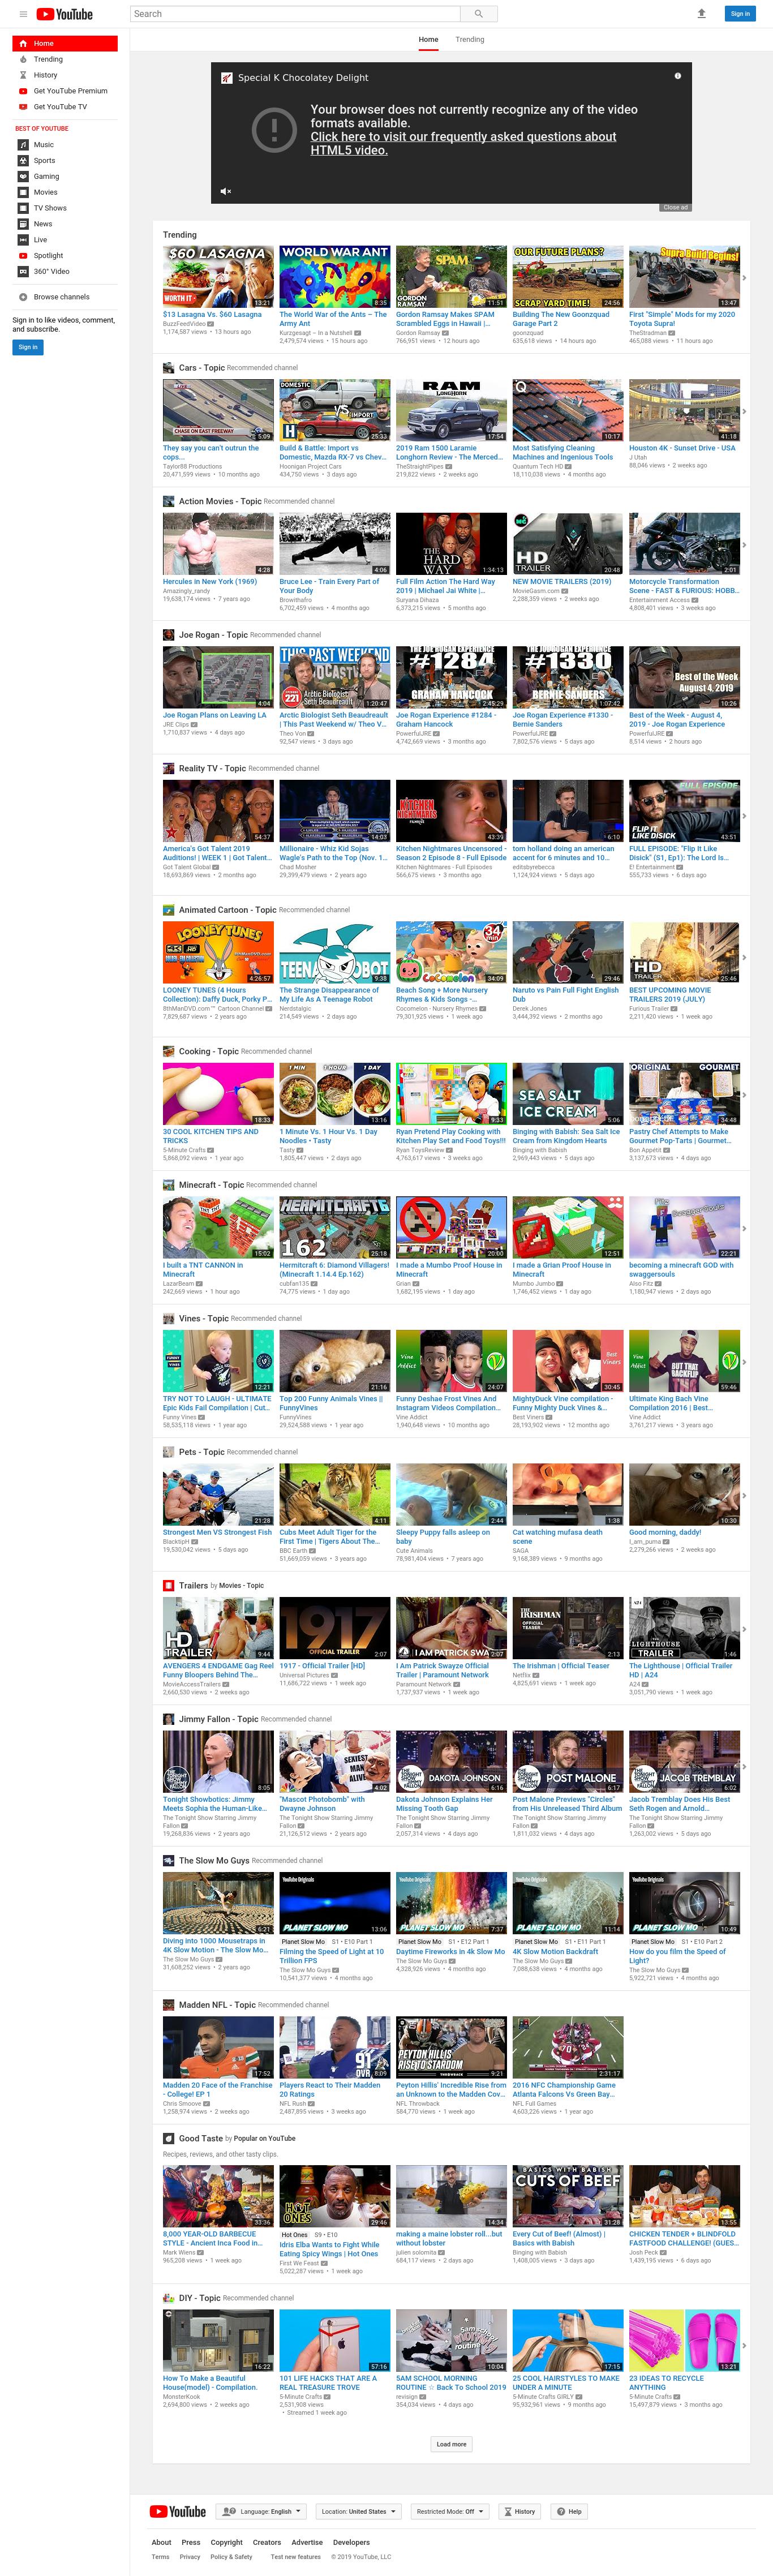 YouTube
Search
Sign in
Home
Trending
History
Get YouTube Premium
Get YouTube TV
BEST OF YOUTUBE
Music
Sports
Gaming
Movies
TV Shows
News
Live
Spotlight
360° Video
Browse channels
Sign in to like videos, comment,
and subscribe.
Sign in
Home Trending
Special K Chocolatey Delight
Your browser does not currently recognize any of the video
formats available.
Click here to visit our frequently asked questions about
HTML5 video.
Close ad
Trending
$13 Lasagna Vs. $60 Lasagna
BuzzFeedVideo
1,174,587 views • 13 hours ago
The World War of the Ants – The
Army Ant
Kurzgesagt – In a Nutshell
2,479,574 views • 15 hours ago
Gordon Ramsay Makes SPAM
Scrambled Eggs in Hawaii |...
Gordon Ramsay
766,951 views • 12 hours ago
Building The New Goonzquad
Garage Part 2
goonzquad
635,618 views • 14 hours ago
First "Simple" Mods for my 2020
Toyota Supra!
TheStradman
465,088 views • 11 hours ago
Cars - Topic Recommended channel
They say you can't outrun the
cops...
Taylor88 Productions
20,471,599 views • 10 months ago
Build & Battle: Import vs
Domestic, Mazda RX-7 vs Chev...
Hoonigan Project Cars
434,750 views • 3 days ago
2019 Ram 1500 Laramie
Longhorn Review - The Merced...
TheStraightPipes
219,822 views • 2 weeks ago
Most Satisfying Cleaning
Machines and Ingenious Tools
Quantum Tech HD
18,110,038 views • 4 months ago
Houston 4K - Sunset Drive - USA
J Utah
88,046 views • 2 weeks ago
Action Movies - Topic Recommended channel
Hercules in New York (1969)
Amazingly_randy
19,638,174 views • 7 years ago
Bruce Lee - Train Every Part of
Your Body
Browithafro
6,702,459 views • 4 months ago
Full Film Action The Hard Way
2019 | Michael Jai White |...
Suryana Dihaza
6,373,215 views • 5 months ago
NEW MOVIE TRAILERS (2019)
MovieGasm.com
2,288,359 views • 2 weeks ago
Motorcycle Transformation
Scene - FAST & FURIOUS: HOBB...
Entertainment Access
4,808,401 views • 3 weeks ago
Joe Rogan - Topic Recommended channel
Joe Rogan Plans on Leaving LA
JRE Clips
1,710,837 views • 4 days ago
Arctic Biologist Seth Beaudreault
| This Past Weekend w/ Theo V...
Theo Von
92,547 views • 3 days ago
Joe Rogan Experience #1284 -
Graham Hancock
PowerfulJRE
4,742,669 views • 3 months ago
Joe Rogan Experience #1330 -
Bernie Sanders
PowerfulJRE
7,802,576 views • 5 days ago
Best of the Week - August 4,
2019 - Joe Rogan Experience
PowerfulJRE
8,514 views • 2 hours ago
Reality TV - Topic Recommended channel
America's Got Talent 2019
Auditions! | WEEK 1 | Got Talent...
Got Talent Global
18,693,869 views • 2 months ago
Millionaire - Whiz Kid Sojas
Wagle's Path to the Top (Nov. 1...
Chad Mosher
29,399,479 views • 2 years ago
Kitchen Nightmares Uncensored -
Season 2 Episode 8 - Full Episode
Kitchen Nightmares - Full Episodes
566,675 views • 3 months ago
tom holland doing an american
accent for 6 minutes and 10...
editsbyrebecca
1,124,924 views • 5 days ago
FULL EPISODE: "Flip It Like
Disick" (S1, Ep1): The Lord Is...
E! Entertainment
555,733 views • 6 days ago
Animated Cartoon - Topic Recommended channel
LOONEY TUNES (4 Hours
Collection): Daffy Duck, Porky P...
8thManDVD.com™ Cartoon Channel
7,829,687 views • 2 years ago
The Strange Disappearance of
My Life As A Teenage Robot
Nerdstalgic
214,549 views • 2 days ago
Beach Song + More Nursery
Rhymes & Kids Songs -...
Cocomelon - Nursery Rhymes
79,301,925 views • 1 week ago
Naruto vs Pain Full Fight English
Dub
Derek Jones
3,444,392 views • 2 months ago
BEST UPCOMING MOVIE
TRAILERS 2019 (JULY)
Furious Trailer
2,211,420 views • 1 week ago
Cooking - Topic Recommended channel
30 COOL KITCHEN TIPS AND
TRICKS
5-Minute Crafts
5,868,092 views • 1 year ago
1 Minute Vs. 1 Hour Vs. 1 Day
Noodles • Tasty
Tasty
1,805,447 views • 2 days ago
Ryan Pretend Play Cooking with
Kitchen Play Set and Food Toys!!!
Ryan ToysReview
4,763,617 views • 3 weeks ago
Binging with Babish: Sea Salt Ice
Cream from Kingdom Hearts
Binging with Babish
2,969,443 views • 5 days ago
Pastry Chef Attempts to Make
Gourmet Pop-Tarts | Gourmet...
Bon Appétit
3,137,673 views • 4 days ago
Minecraft - Topic Recommended channel
I built a TNT CANNON in
Minecraft
LazarBeam
242,669 views • 1 hour ago
Hermitcraft 6: Diamond Villagers!
(Minecraft 1.14.4 Ep.162)
cubfan135
74,775 views • 1 day ago
I made a Mumbo Proof House in
Minecraft
Grian
1,682,195 views • 1 day ago
I made a Grian Proof House in
Minecraft
Mumbo Jumbo
1,746,452 views • 1 day ago
becoming a minecraft GOD with
swaggersouls
Also Fitz
1,180,947 views • 2 days ago
Vines - Topic Recommended channel
TRY NOT TO LAUGH - ULTIMATE
Epic Kids Fail Compilation | Cut...
Funny Vines
58,535,118 views • 1 year ago
Top 200 Funny Animals Vines ||
FunnyVines
FunnyVines
29,524,588 views • 1 year ago
Funny Deshae Frost Vines And
Instagram Videos Compilation...
Vine Addict
1,940,648 views • 10 months ago
MightyDuck Vine compilation -
Funny Mighty Duck Vines &...
Best Viners
28,193,902 views • 12 months ago
Ultimate King Bach Vine
Compilation 2016 | Best...
Vine Addict
3,761,217 views • 3 years ago
Pets - Topic Recommended channel
Strongest Men VS Strongest Fish
BlacktipH
19,530,042 views • 5 days ago
Cubs Meet Adult Tiger for the
First Time | Tigers About The...
BBC Earth
51,669,059 views • 3 years ago
Sleepy Puppy falls asleep on
baby
Cute Animals
78,981,404 views • 7 years ago
Cat watching mufasa death
scene
SAGA
9,168,389 views • 9 months ago
Good morning, daddy!
I_am_puma
2,279,266 views • 2 weeks ago
Trailers by Movies - Topic
AVENGERS 4 ENDGAME Gag Reel
Funny Bloopers Behind The...
MovieAccessTrailers
2,660,530 views • 2 weeks ago
1917 - Official Trailer [HD]
Universal Pictures
11,686,722 views • 1 week ago
I Am Patrick Swayze Official
Trailer | Paramount Network
Paramount Network
1,737,937 views • 1 week ago
The Irishman | Official Teaser
Netflix
4,825,691 views • 1 week ago
The Lighthouse | Official Trailer
HD | A24
A24
3,051,790 views • 1 week ago
Jimmy Fallon - Topic Recommended channel
Tonight Showbotics: Jimmy
Meets Sophia the Human-Like...
The Tonight Show Starring Jimmy
Fallon
19,268,836 views • 2 years ago
"Mascot Photobomb" with
Dwayne Johnson
The Tonight Show Starring Jimmy
Fallon
21,126,512 views • 2 years ago
Dakota Johnson Explains Her
Missing Tooth Gap
The Tonight Show Starring Jimmy
Fallon
2,057,314 views • 4 days ago
Post Malone Previews "Circles"
from His Unreleased Third Album
The Tonight Show Starring Jimmy
Fallon
1,811,032 views • 4 days ago
Jacob Tremblay Does His Best
Seth Rogen and Arnold...
The Tonight Show Starring Jimmy
Fallon
1,263,002 views • 5 days ago
The Slow Mo Guys Recommended channel
Diving into 1000 Mousetraps in
4K Slow Motion - The Slow Mo...
The Slow Mo Guys
31,608,252 views • 2 years ago
Planet Slow Mo S1 • E10 Part 1
Filming the Speed of Light at 10
Trillion FPS
The Slow Mo Guys
10,541,377 views • 4 months ago
Planet Slow Mo S1 • E12 Part 1
Daytime Fireworks in 4k Slow Mo
The Slow Mo Guys
4,328,926 views • 4 months ago
Planet Slow Mo S1 • E11 Part 1
4K Slow Motion Backdraft
The Slow Mo Guys
7,088,638 views • 4 months ago
Planet Slow Mo S1 • E10 Part 2
How do you film the Speed of
Light?
The Slow Mo Guys
5,922,721 views • 4 months ago
Madden NFL - Topic Recommended channel
Madden 20 Face of the Franchise
- College! EP 1
Chris Smoove
1,258,974 views • 2 weeks ago
Players React to Their Madden
20 Ratings
NFL Rush
2,487,895 views • 3 weeks ago
Peyton Hillis' Incredible Rise from
an Unknown to the Madden Cov...
NFL Throwback
584,770 views • 1 week ago
2016 NFC Championship Game
Atlanta Falcons Vs Green Bay...
NFL Full Games
4,603,226 views • 1 year ago
Good Taste by Popular on YouTube
Recipes, reviews, and other tasty clips.
8,000 YEAR-OLD BARBECUE
STYLE - Ancient Inca Food in...
Mark Wiens
965,208 views • 1 week ago
Hot Ones S9 • E10
Idris Elba Wants to Fight While
Eating Spicy Wings | Hot Ones
First We Feast
5,022,287 views • 1 week ago
making a maine lobster roll...but
without lobster
julien solomita
684,117 views • 2 days ago
Every Cut of Beef! (Almost) |
Basics with Babish
Binging with Babish
1,408,005 views • 3 days ago
CHICKEN TENDER + BLINDFOLD
FASTFOOD CHALLENGE! (GUES...
Josh Peck
1,439,195 views • 6 days ago
DIY - Topic Recommended channel
How To Make a Beautiful
House(model) - Compilation.
MonsterKook
2,694,800 views • 2 weeks ago
101 LIFE HACKS THAT ARE A
REAL TREASURE TROVE
5-Minute Crafts
2,531,908 views
• Streamed 1 week ago
5AM SCHOOL MORNING
ROUTINE ☆ Back To School 2019
revisign
354,034 views • 4 days ago
25 COOL HAIRSTYLES TO MAKE
UNDER A MINUTE
5-Minute Crafts GIRLY
95,932,961 views • 9 months ago
23 IDEAS TO RECYCLE
ANYTHING
5-Minute Crafts
15,497,879 views • 3 months ago
Load more
YouTube
Language: English
Location: United States
Restricted Mode: Off
History
Help
About Press Copyright Creators Advertise Developers
Terms Privacy Policy & Safety Test new features © 2019 YouTube, LLC